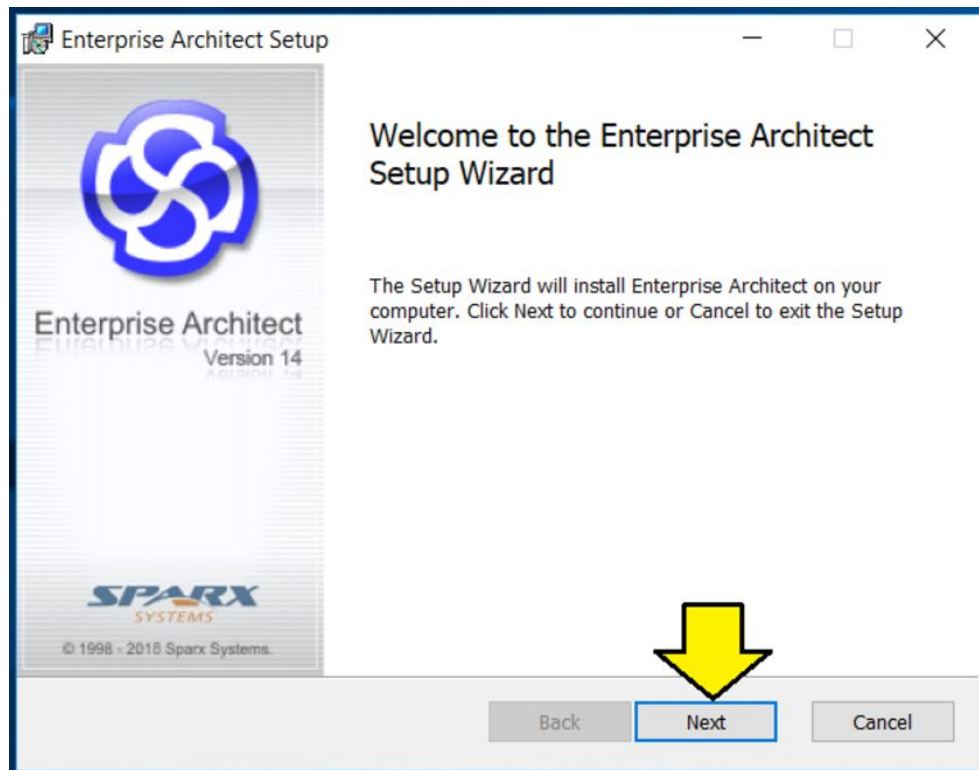 Enterprise Architect Setup
Enterprise Architect
Version 14
SPARX
SYSTEMS
© 1998 - 2018 Sparx Systems.
Welcome to the Enterprise Architect
Setup Wizard
The Setup Wizard will install Enterprise Architect on your
computer. Click Next to continue or Cancel to exit the Setup
Wizard.
Back
Next
Cancel